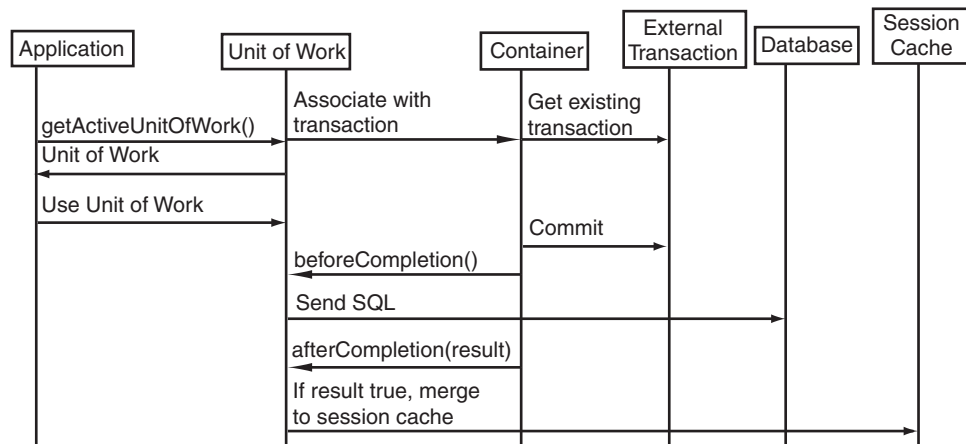 Application
Unit of Work
Container
External
Transaction
Database
Session
Cache
getActiveUnitOfWork()
Associate with
transaction
Get existing
transaction
Unit of Work
Use Unit of Work
Commit
beforeCompletion()
Send SQL
afterCompletion(result)
If result true, merge
to session cache